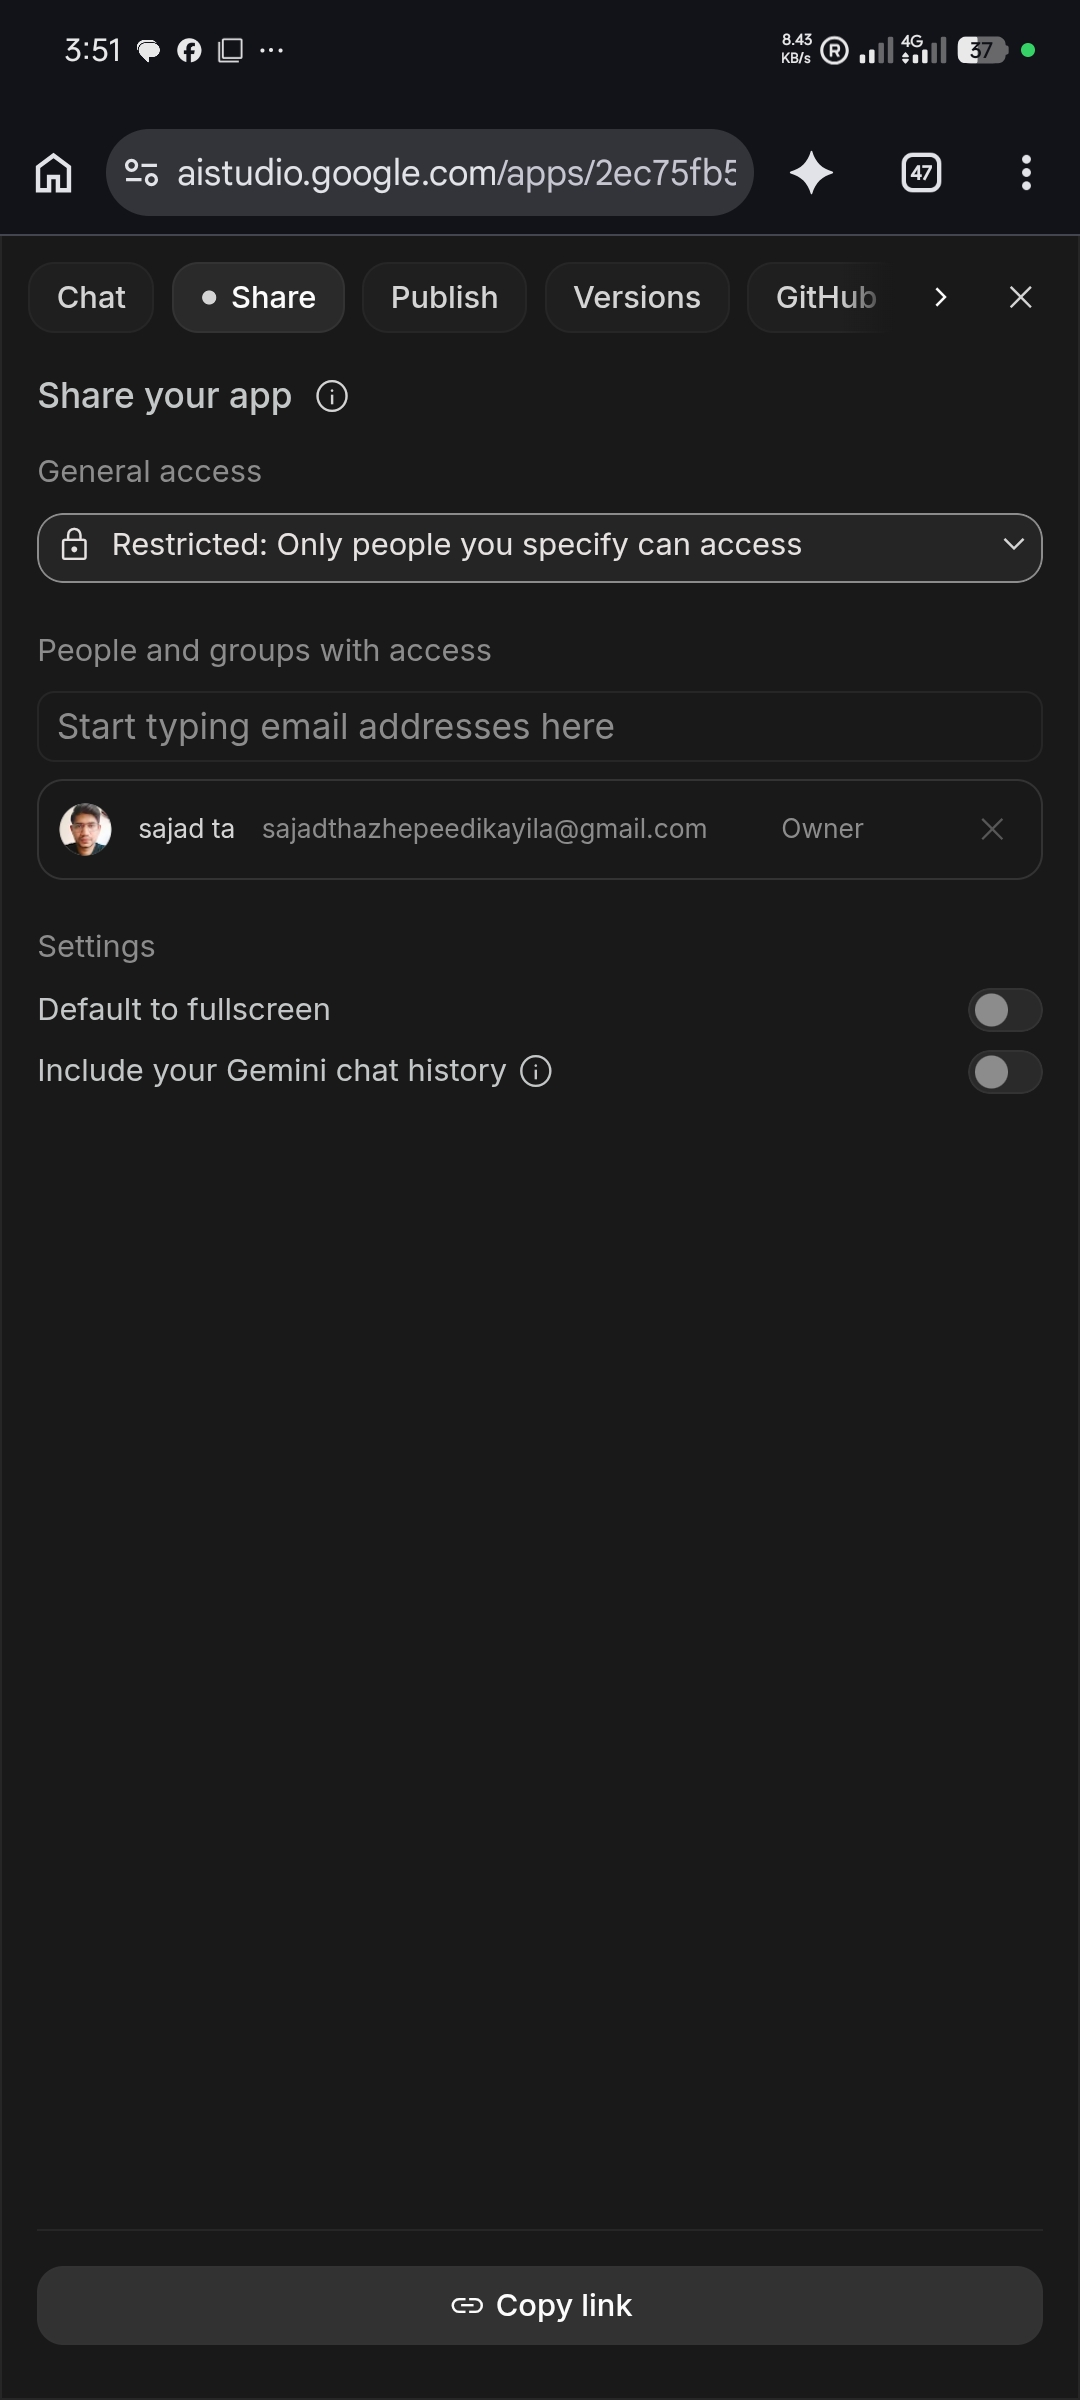 3:51
8.43
KB/s
R
4G
37
aistudio.google.com/apps/2ec75fb5
47
Chat
Share
Publish
Versions
GitHub
Share your app
General access
Restricted: Only people you specify can access
People and groups with access
Start typing email addresses here
sajad ta sajadthazhepeedikayila@gmail.com Owner
Settings
Default to fullscreen
Include your Gemini chat history
Copy link